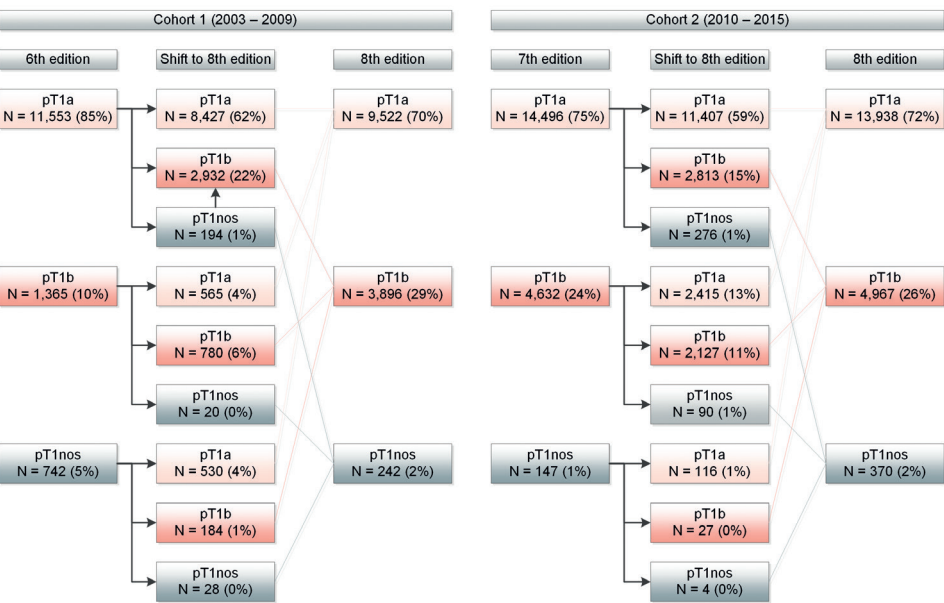 Cohort 1 (2003 – 2009)
6th edition
Shift to 8th edition
8th edition
pT1a
N = 11,553 (85%)
pT1a
N = 8,427 (62%)
pT1a
N = 9,522 (70%)
pT1b
N = 2,932 (22%)
pT1nos
N = 194 (1%)
pT1b
N = 1,365 (10%)
pT1a
N = 565 (4%)
pT1b
N = 3,896 (29%)
pT1b
N = 780 (6%)
pT1nos
N = 20 (0%)
pT1nos
N = 742 (5%)
pT1a
N = 530 (4%)
pT1nos
N = 242 (2%)
pT1b
N = 184 (1%)
pT1nos
N = 28 (0%)
Cohort 2 (2010 – 2015)
7th edition
Shift to 8th edition
8th edition
pT1a
N = 14,496 (75%)
pT1a
N = 11,407 (59%)
pT1a
N = 13,938 (72%)
pT1b
N = 2,813 (15%)
pT1nos
N = 276 (1%)
pT1b
N = 4,632 (24%)
pT1a
N = 2,415 (13%)
pT1b
N = 4,967 (26%)
pT1b
N = 2,127 (11%)
pT1nos
N = 90 (1%)
pT1nos
N = 147 (1%)
pT1a
N = 116 (1%)
pT1nos
N = 370 (2%)
pT1b
N = 27 (0%)
pT1nos
N = 4 (0%)